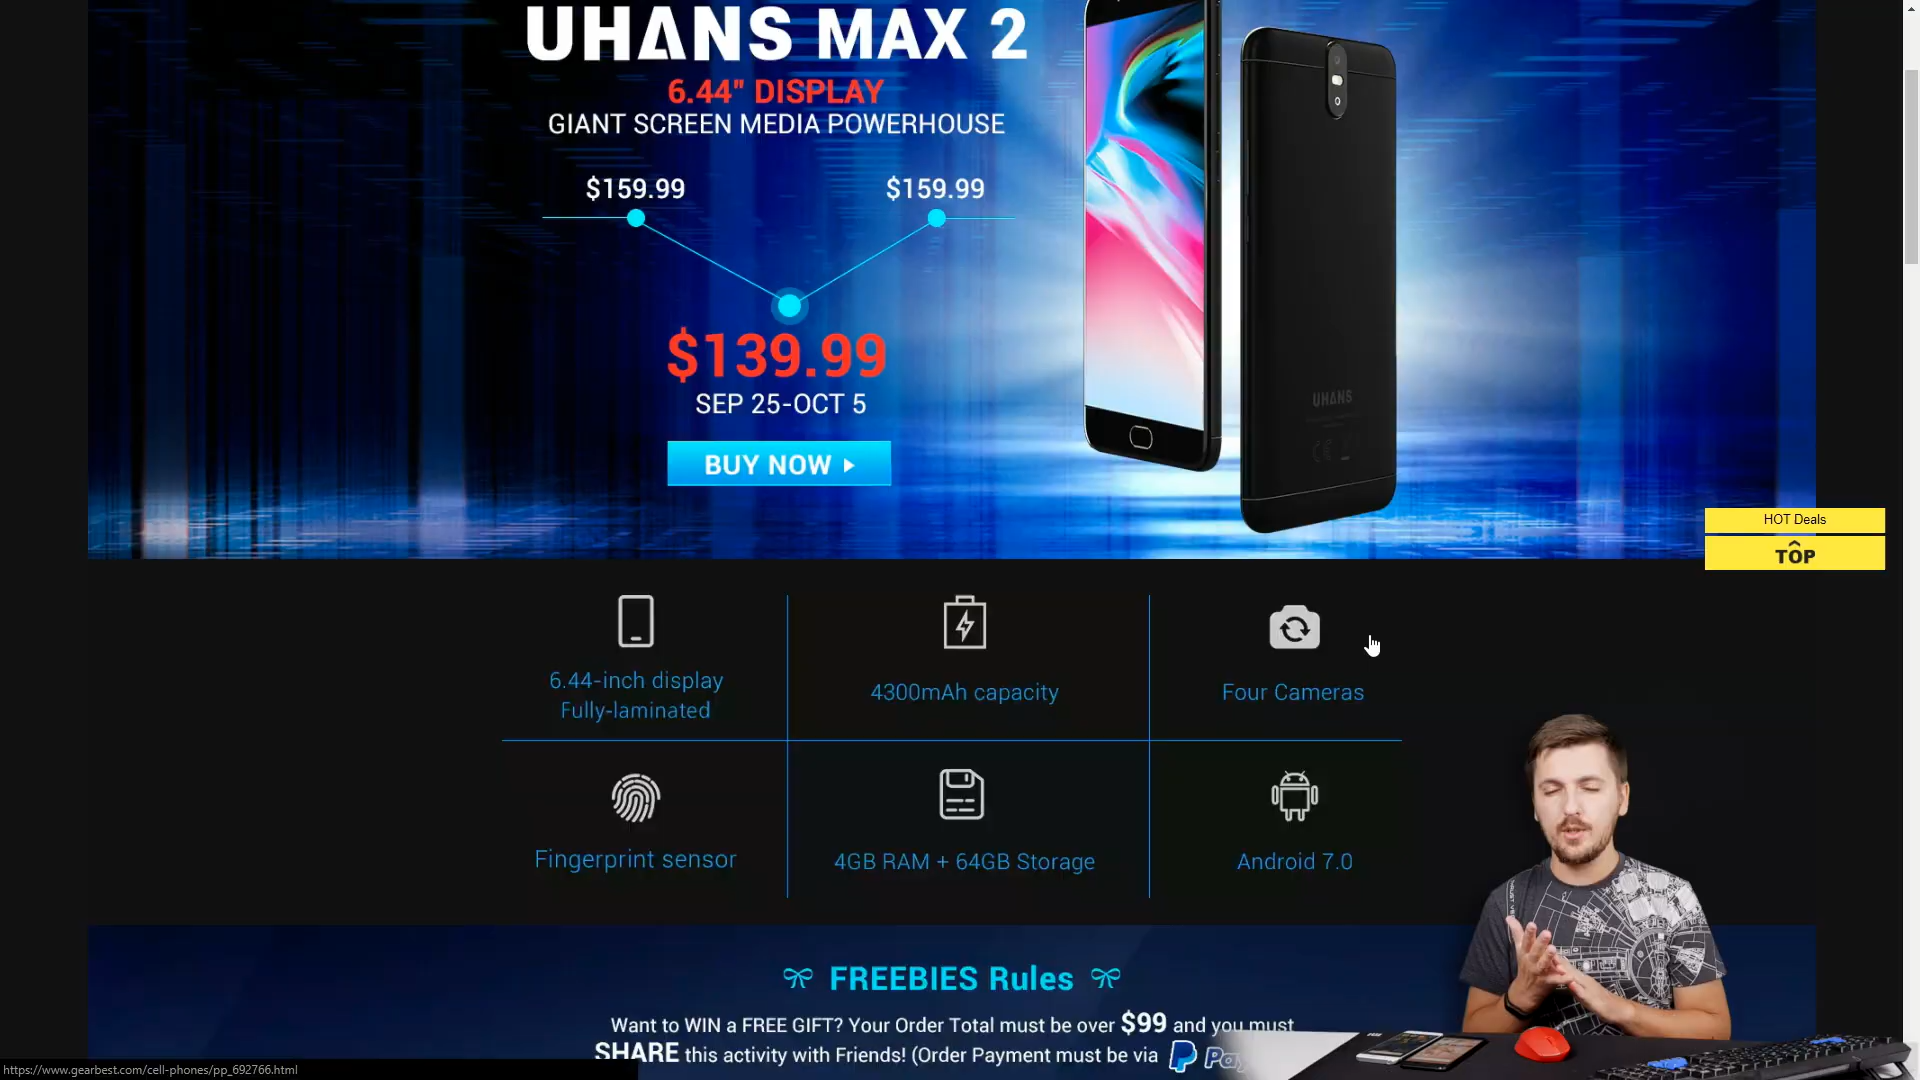 UHANS MAX 2
6.44" DISPLAY
GIANT SCREEN MEDIA POWERHOUSE
$159.99 $159.99
$139.99
SEP 25-OCT 5
BUY NOW
UHANS
HOT Deals
TOP
6.44-inch display
Fully-laminated
4300mAh capacity
Four Cameras
Fingerprint sensor
4GB RAM + 64GB Storage
Android 7.0
FREEBIES Rules
Want to WIN a FREE GIFT? Your Order Total must be over $99 and you must
SHARE this activity with Friends! (Order Payment must be via
https://www.gearbest.com/cell-phones/pp_692766.html